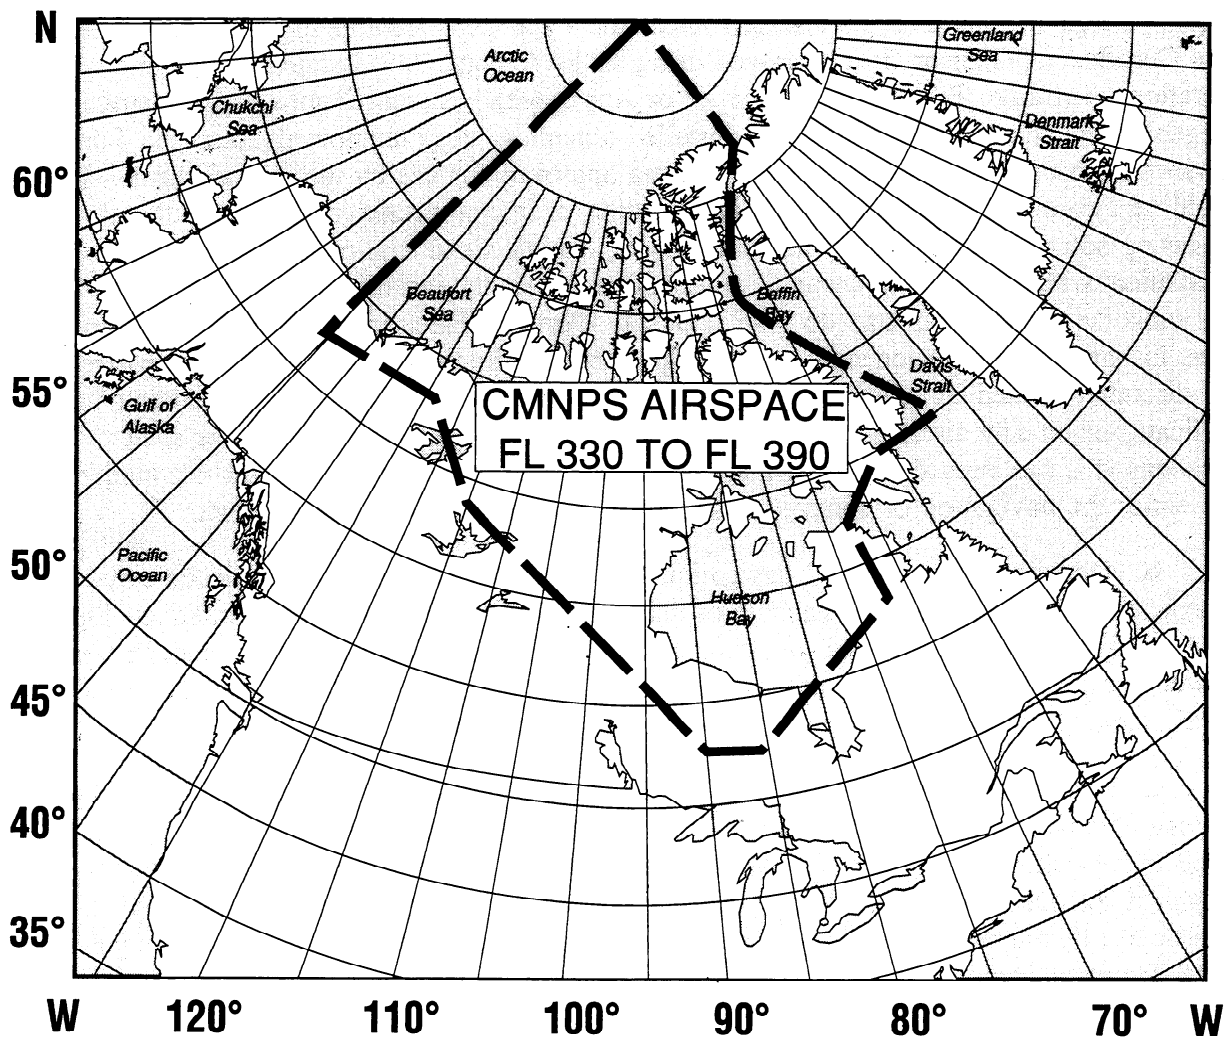 N
Arctic
Ocean
Greenland
Sea
Chukchi
Sea
Denmark
Strait
60°
Beaufort
Sea
Baffin
Bay
Davis
Strait
55°
Gulf of
Alaska
CMNPS AIRSPACE
FL 330 TO FL 390
50°
Pacific
Ocean
Hudson
Bay
45°
40°
35°
W 120° 110° 100° 90° 80° 70° W